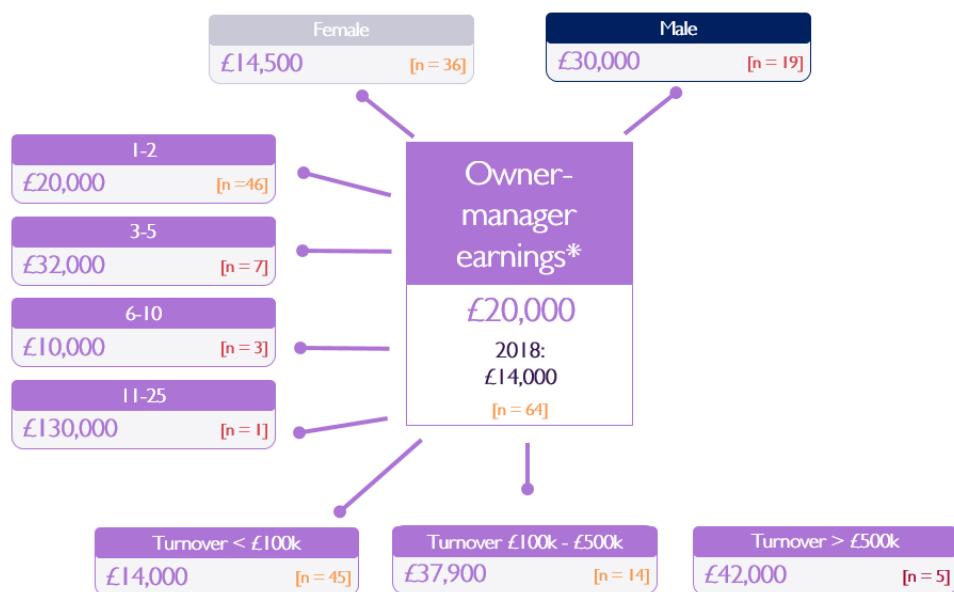 Female
£14,500 [n = 36]
Male
£30,000 [n = 19]
1-2
£20,000 [n =46]
3-5
£32,000 [n = 7]
6-10
£10,000 [n = 3]
11-25
£130,000 [n = 1]
Owner-
manager
earnings*
£20,000
2018:
£14,000
[n = 64]
Turnover < £100k
£14,000 [n = 45]
Turnover £100k - £500k
£37,900 [n = 14]
Turnover > £500k
£42,000 [n = 5]